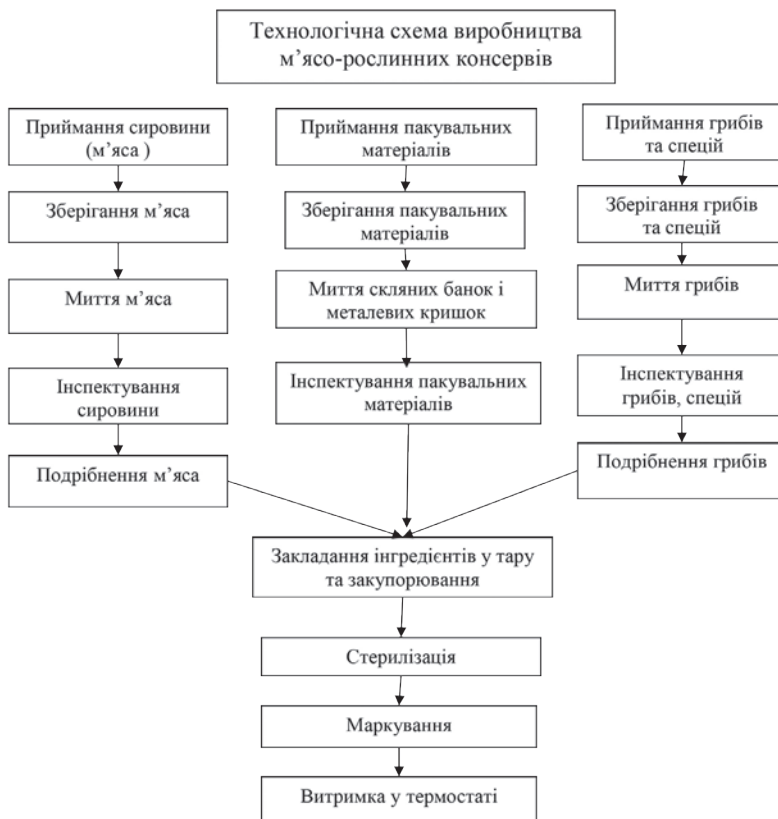 Технологічна схема виробництва
м’ясо-рослинних консервів
Приймання сировини
(м’яса )
Зберігання м’яса
Миття м’яса
Інспектування
сировини
Подрібнення м’яса
Приймання пакувальних
матеріалів
Зберігання пакувальних
матеріалів
Миття скляних банок і
металевих кришок
Інспектування пакувальних
матеріалів
Приймання грибів
та спецій
Зберігання грибів
та спецій
Миття грибів
Інспектування
грибів, спецій
Подрібнення грибів
Закладання інгредієнтів у тару
та закупорювання
Стерилізація
Маркування
Витримка у термостаті